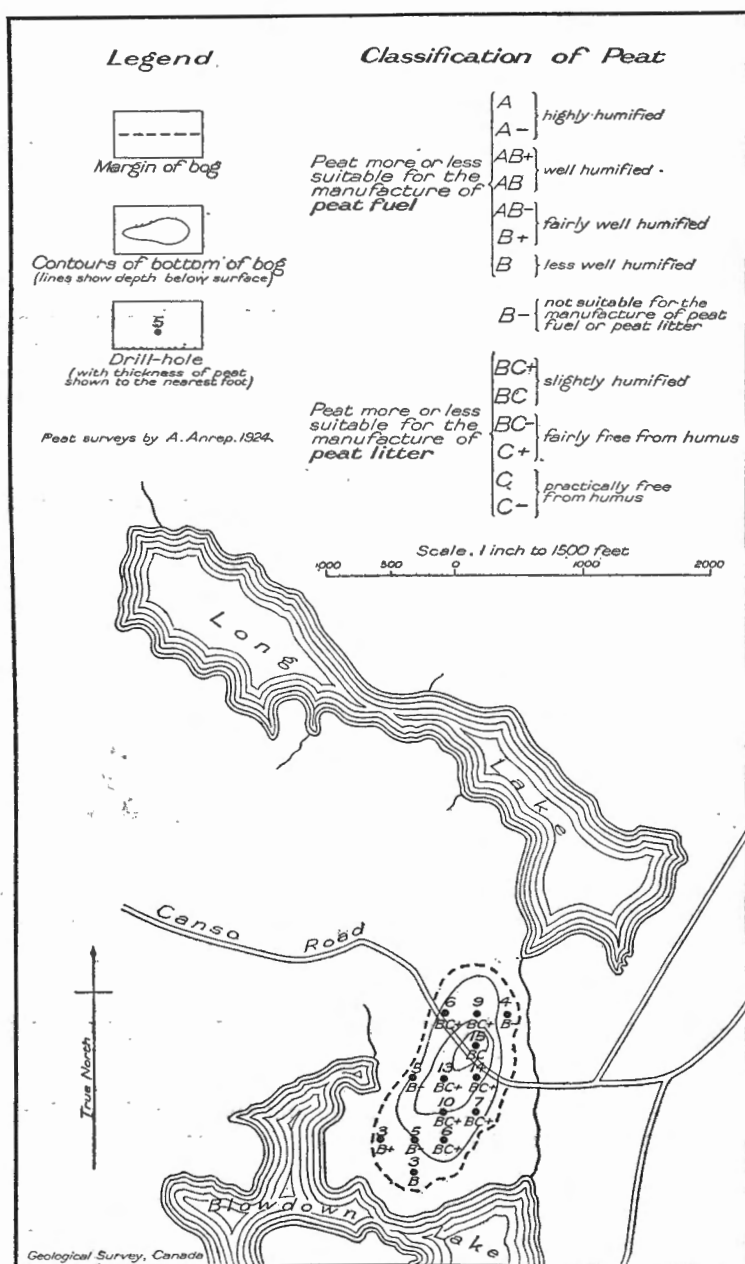 Legend
Margin of bog
Contours of bottom of bog
(lines show depth below surface)
5
Drill-hole
(with thickness of peat
shown to the nearest foot)
Peat surveys by A. Anrep. 1924.
Classification of Peat
Peat more or less
suitable for the
manufacture of
peat fuel
A
A-
highly humified
AB+
AB
well humified
AB-
B+
fairly well humified
B
less well humified
B-
not suitable for the
manufacture of peat
fuel or peat litter
Peat more or less
suitable for the
manufacture of
peat litter
BC+
BC
slightly humified
BC-
C+
fairly free from humus
C
C-
practically free
from humus
Scale, 1 inch to 1500 feet
1000 500 0 1000 2000
Long
Lake
Canso Road
True North
6 9 4
BC+ BC+ B-
15
BC
5 13 14
B- BC+ BC+
10 7
BC+ BC+
3 5 6
B+ B- BC+
3
B
Blowdown
Lake
Geological Survey, Canada